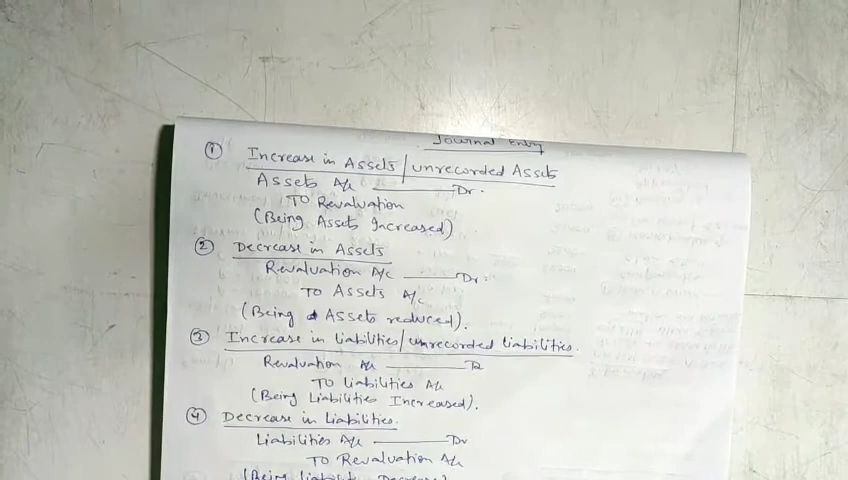 Journal Entry
① Increase in Assets/unrecorded Assets
Assets A/c ——— Dr.
To Revaluation
(Being Assets Increased)
② Decrease in Assets
Revaluation A/c ——— Dr.
To Assets A/c
(Being Assets reduced).
③ Increase in liabilities/unrecorded liabilities.
Revaluation A/c ———
To Liabilities A/c
(Being Liabilities Increased).
④ Decrease in Liabilities.
Liabilities A/c ——— Dr
To Revaluation A/c
(Being Decrease)